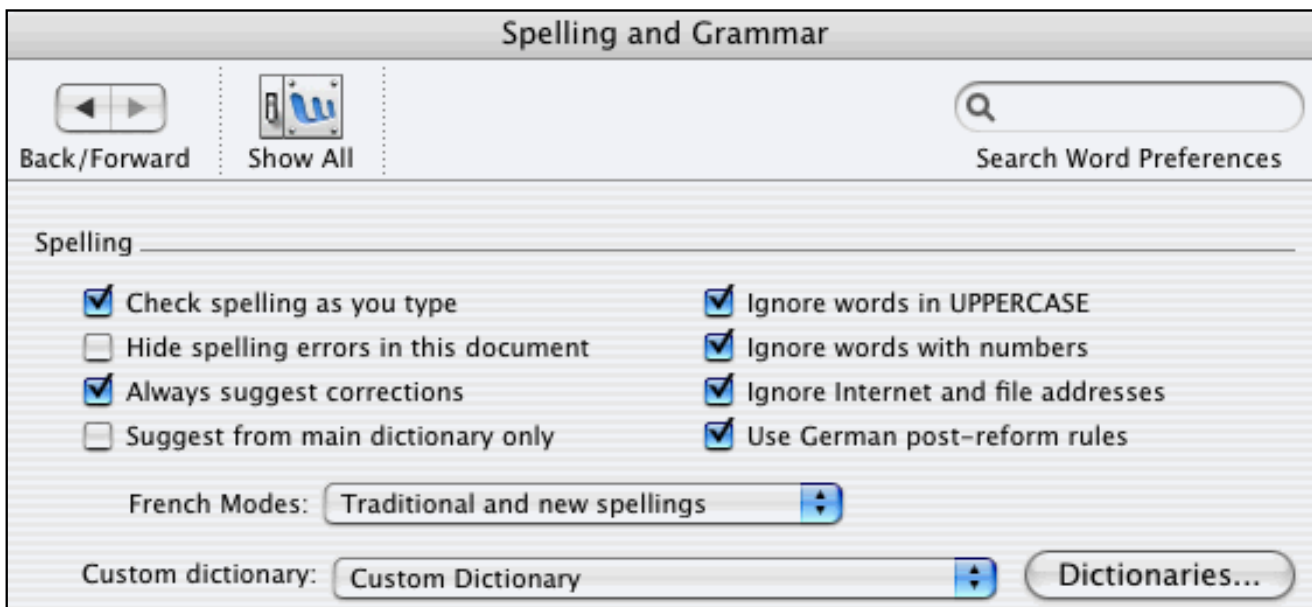 Spelling and Grammar
Back/Forward
Show All
Search Word Preferences
Spelling
Check spelling as you type
Hide spelling errors in this document
Always suggest corrections
Suggest from main dictionary only
Ignore words in UPPERCASE
Ignore words with numbers
Ignore Internet and file addresses
Use German post-reform rules
French Modes: Traditional and new spellings
Custom dictionary: Custom Dictionary Dictionaries...